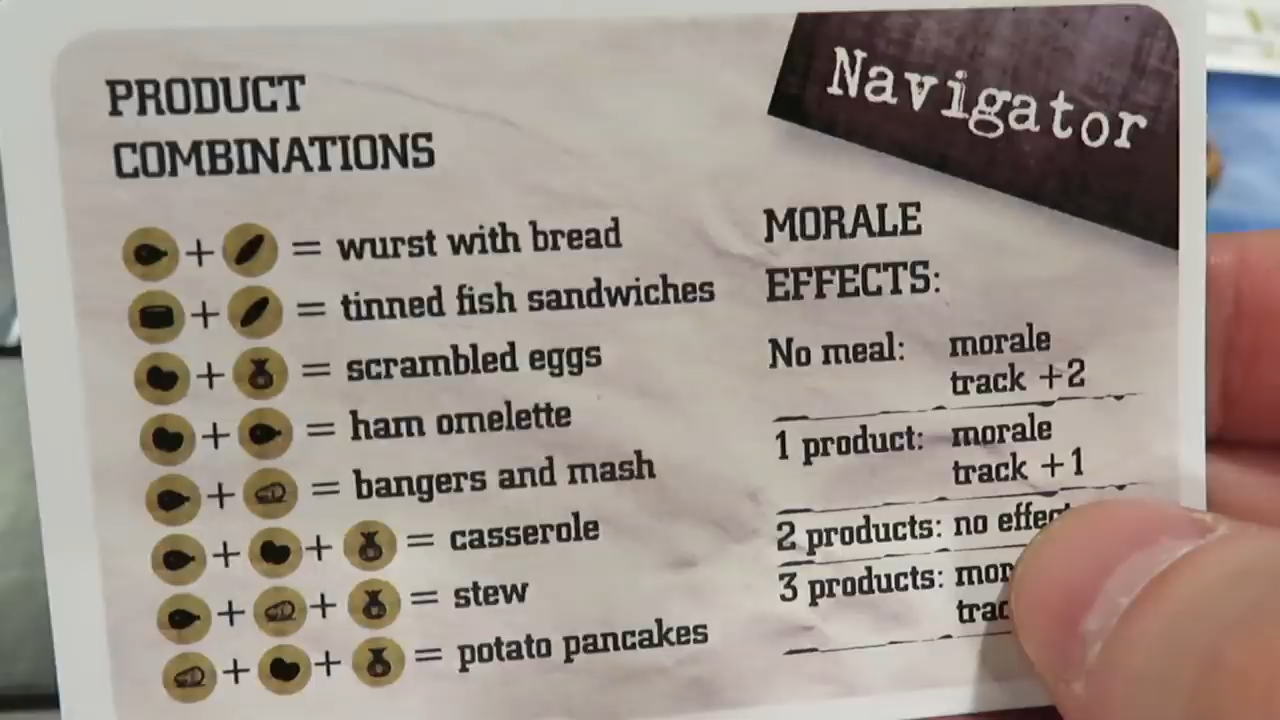 Navigator
PRODUCT
COMBINATIONS
+ = wurst with bread
+ = tinned fish sandwiches
+ = scrambled eggs
+ = ham omelette
+ = bangers and mash
+ + = casserole
+ + = stew
+ + = potato pancakes
MORALE
EFFECTS:
No meal: morale
track +2
1 product: morale
track +1
2 products: no
3 products: